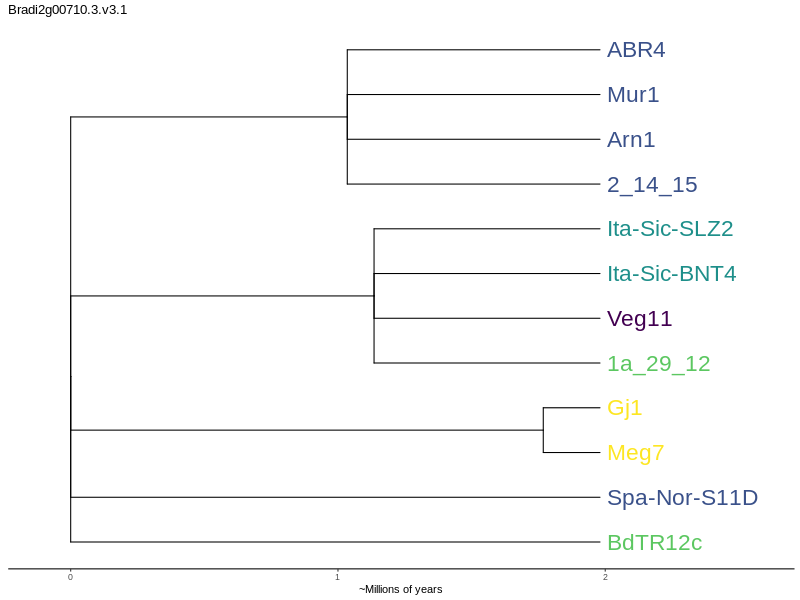 Bradi2g00710.3.v3.1
ABR4
Mur1
Arn1
2_14_15
Ita-Sic-SLZ2
Ita-Sic-BNT4
Veg11
1a_29_12
Gj1
Meg7
Spa-Nor-S11D
BdTR12c
0 1 2
~Millions of years